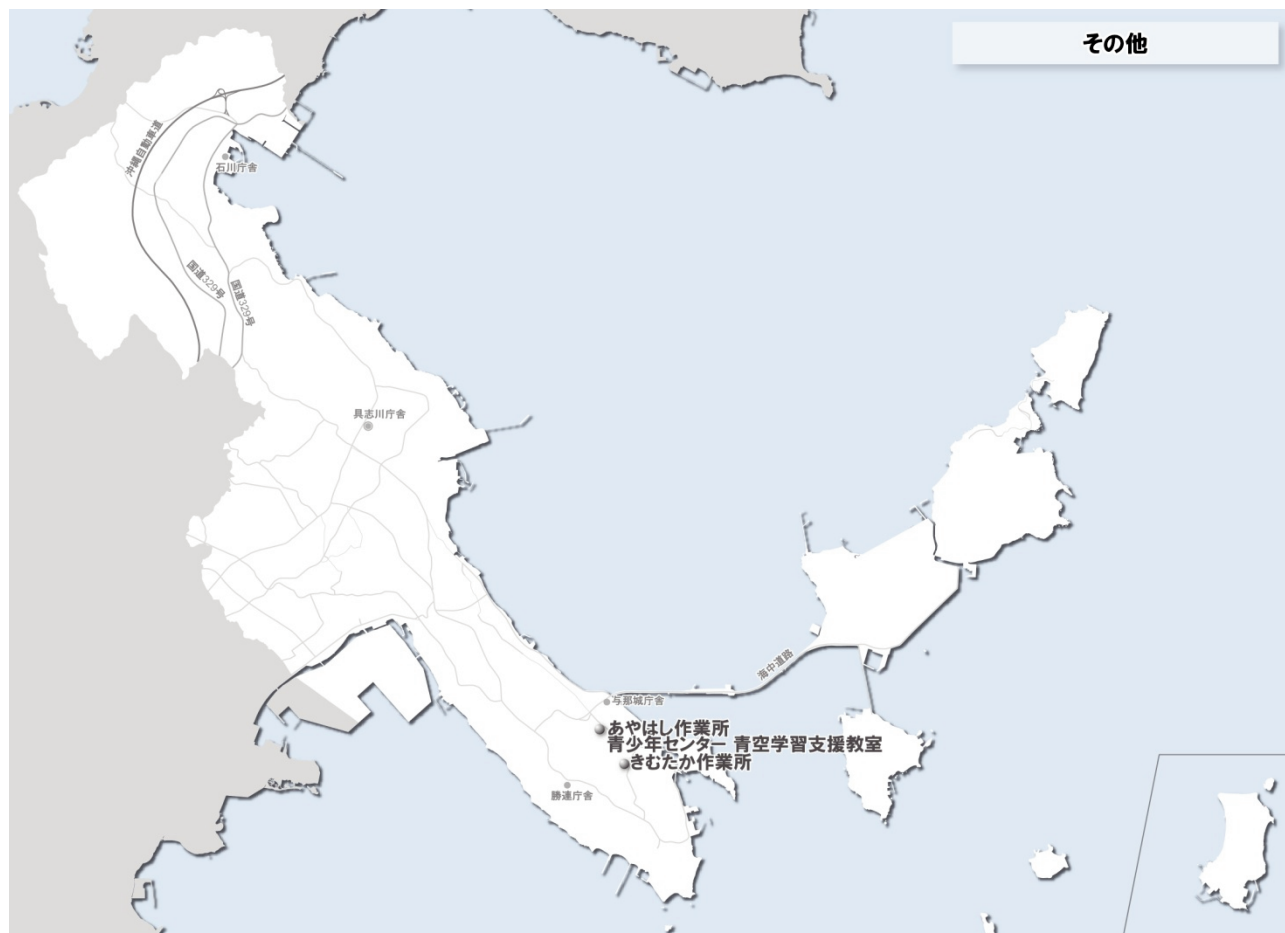 その他
沖縄自動車道
石川庁舎
国道329号
国道329号
具志川庁舎
海中道路
与那城庁舎
あやはし作業所
青少年センター 青空学習支援教室
きむたか作業所
勝連庁舎